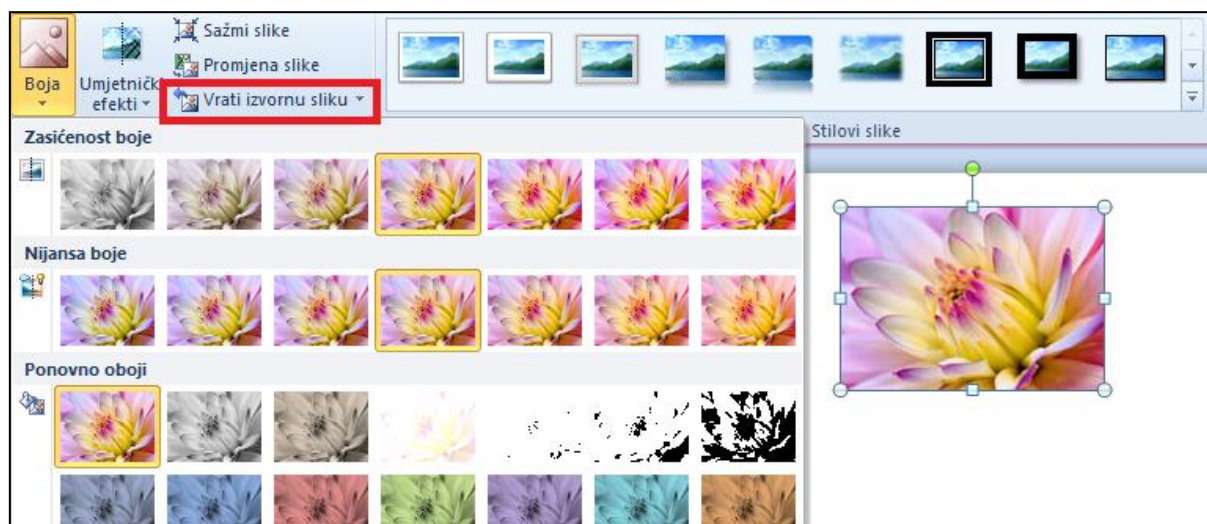 Boja
Umjetnički
efekti
Sažmi slike
Promjena slike
Vrati izvornu sliku
Stilovi slike
Zasićenost boje
Nijansa boje
Ponovno oboji